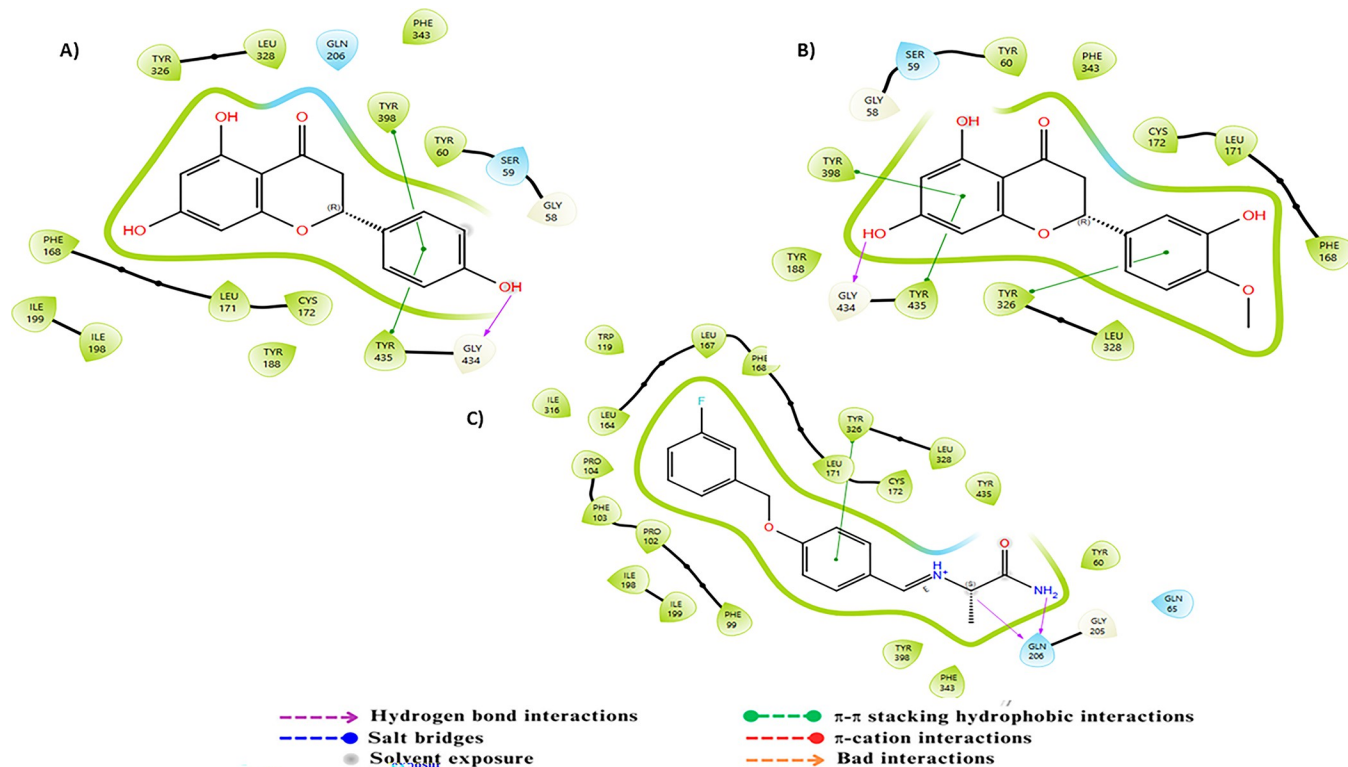 A)
TYR 326
LEU 328
GLN 206
PHE 343
TYR 398
TYR 60
SER 59
GLY 58
OH
O
HO
O
(R)
OH
PHE 168
ILE 199
ILE 198
LEU 171
CYS 172
TYR 188
TYR 435
GLY 434
B)
SER 59
TYR 60
PHE 343
GLY 58
CYS 172
LEU 171
TYR 398
OH
O
HO
O
(R)
OH
O
PHE 168
TYR 188
GLY 434
TYR 435
TYR 326
LEU 328
C)
TRP 119
LEU 167
PHE 168
ILE 316
LEU 164
F
TYR 326
LEU 328
LEU 171
CYS 172
TYR 435
PRO 104
PHE 103
PRO 102
O
O
H
N+
E
(S)
NH2
TYR 60
GLN 65
GLY 205
GLN 206
ILE 198
ILE 199
PHE 99
TYR 398
PHE 343
Hydrogen bond interactions
Salt bridges
Solvent exposure
π-π stacking hydrophobic interactions
π-cation interactions
Bad interactions